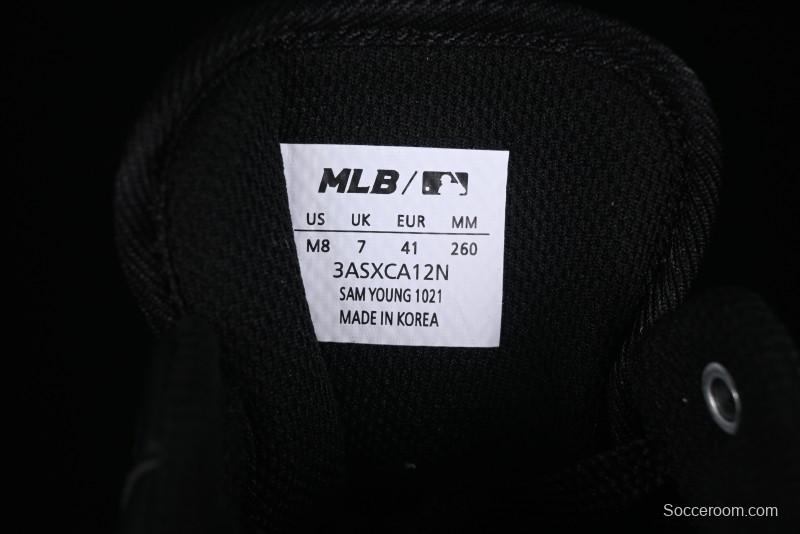 MLB/
US UK EUR MM
M8 7 41 260
3ASXCA12N
SAM YOUNG 1021
MADE IN KOREA
Socceroom.com